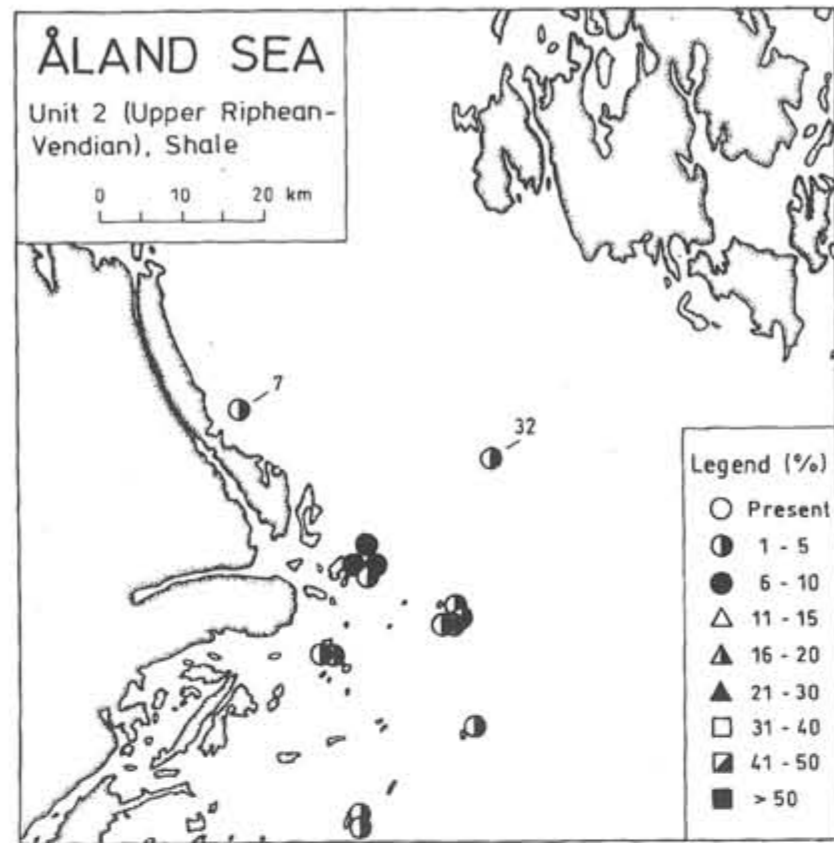 ÅLAND SEA
Unit 2 (Upper Riphean-
Vendian), Shale
0 10 20 km
7
32
Legend (%)
Present
1 - 5
6 - 10
11 - 15
16 - 20
21 - 30
31 - 40
41 - 50
> 50